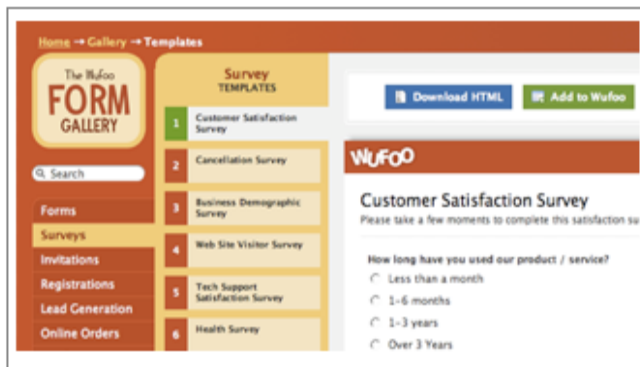 Home → Gallery → Templates
The Wufoo
FORM
GALLERY
Search
Forms
Surveys
Invitations
Registrations
Lead Generation
Online Orders
Survey
TEMPLATES
1 Customer Satisfaction
Survey
2 Cancellation Survey
3 Business Demographic
Survey
4 Web Site Visitor Survey
5 Tech Support
Satisfaction Survey
6 Health Survey
Download HTML
Add to Wufoo
WUFOO
Customer Satisfaction Survey
Please take a few moments to complete this satisfaction su
How long have you used our product / service?
Less than a month
1-6 months
1-3 years
Over 3 Years